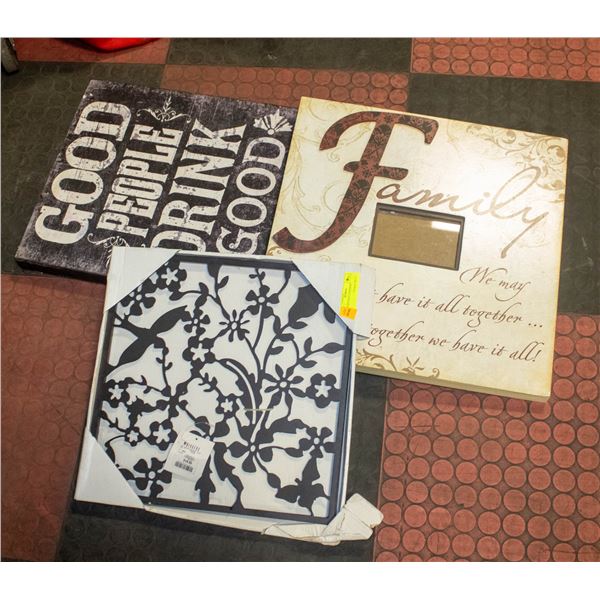 GOOD
PEOPLE
DRINK
GOOD
Family
We may
have it all together ...
together we have it all!